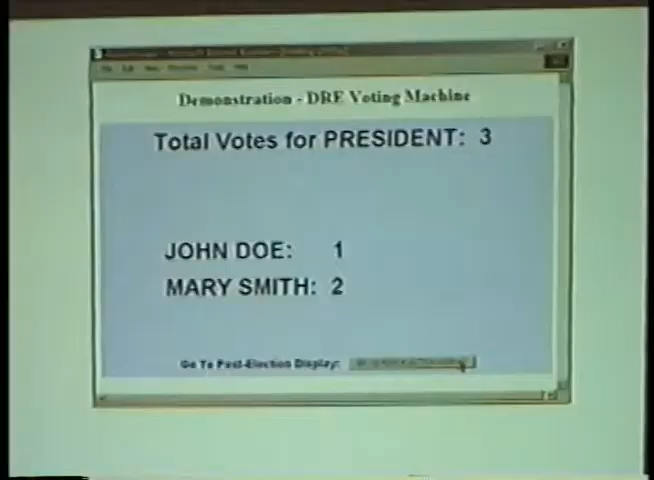 Demonstration - DRE Voting Machine
Total Votes for PRESIDENT: 3
JOHN DOE: 1
MARY SMITH: 2
Go To Post-Election Display: